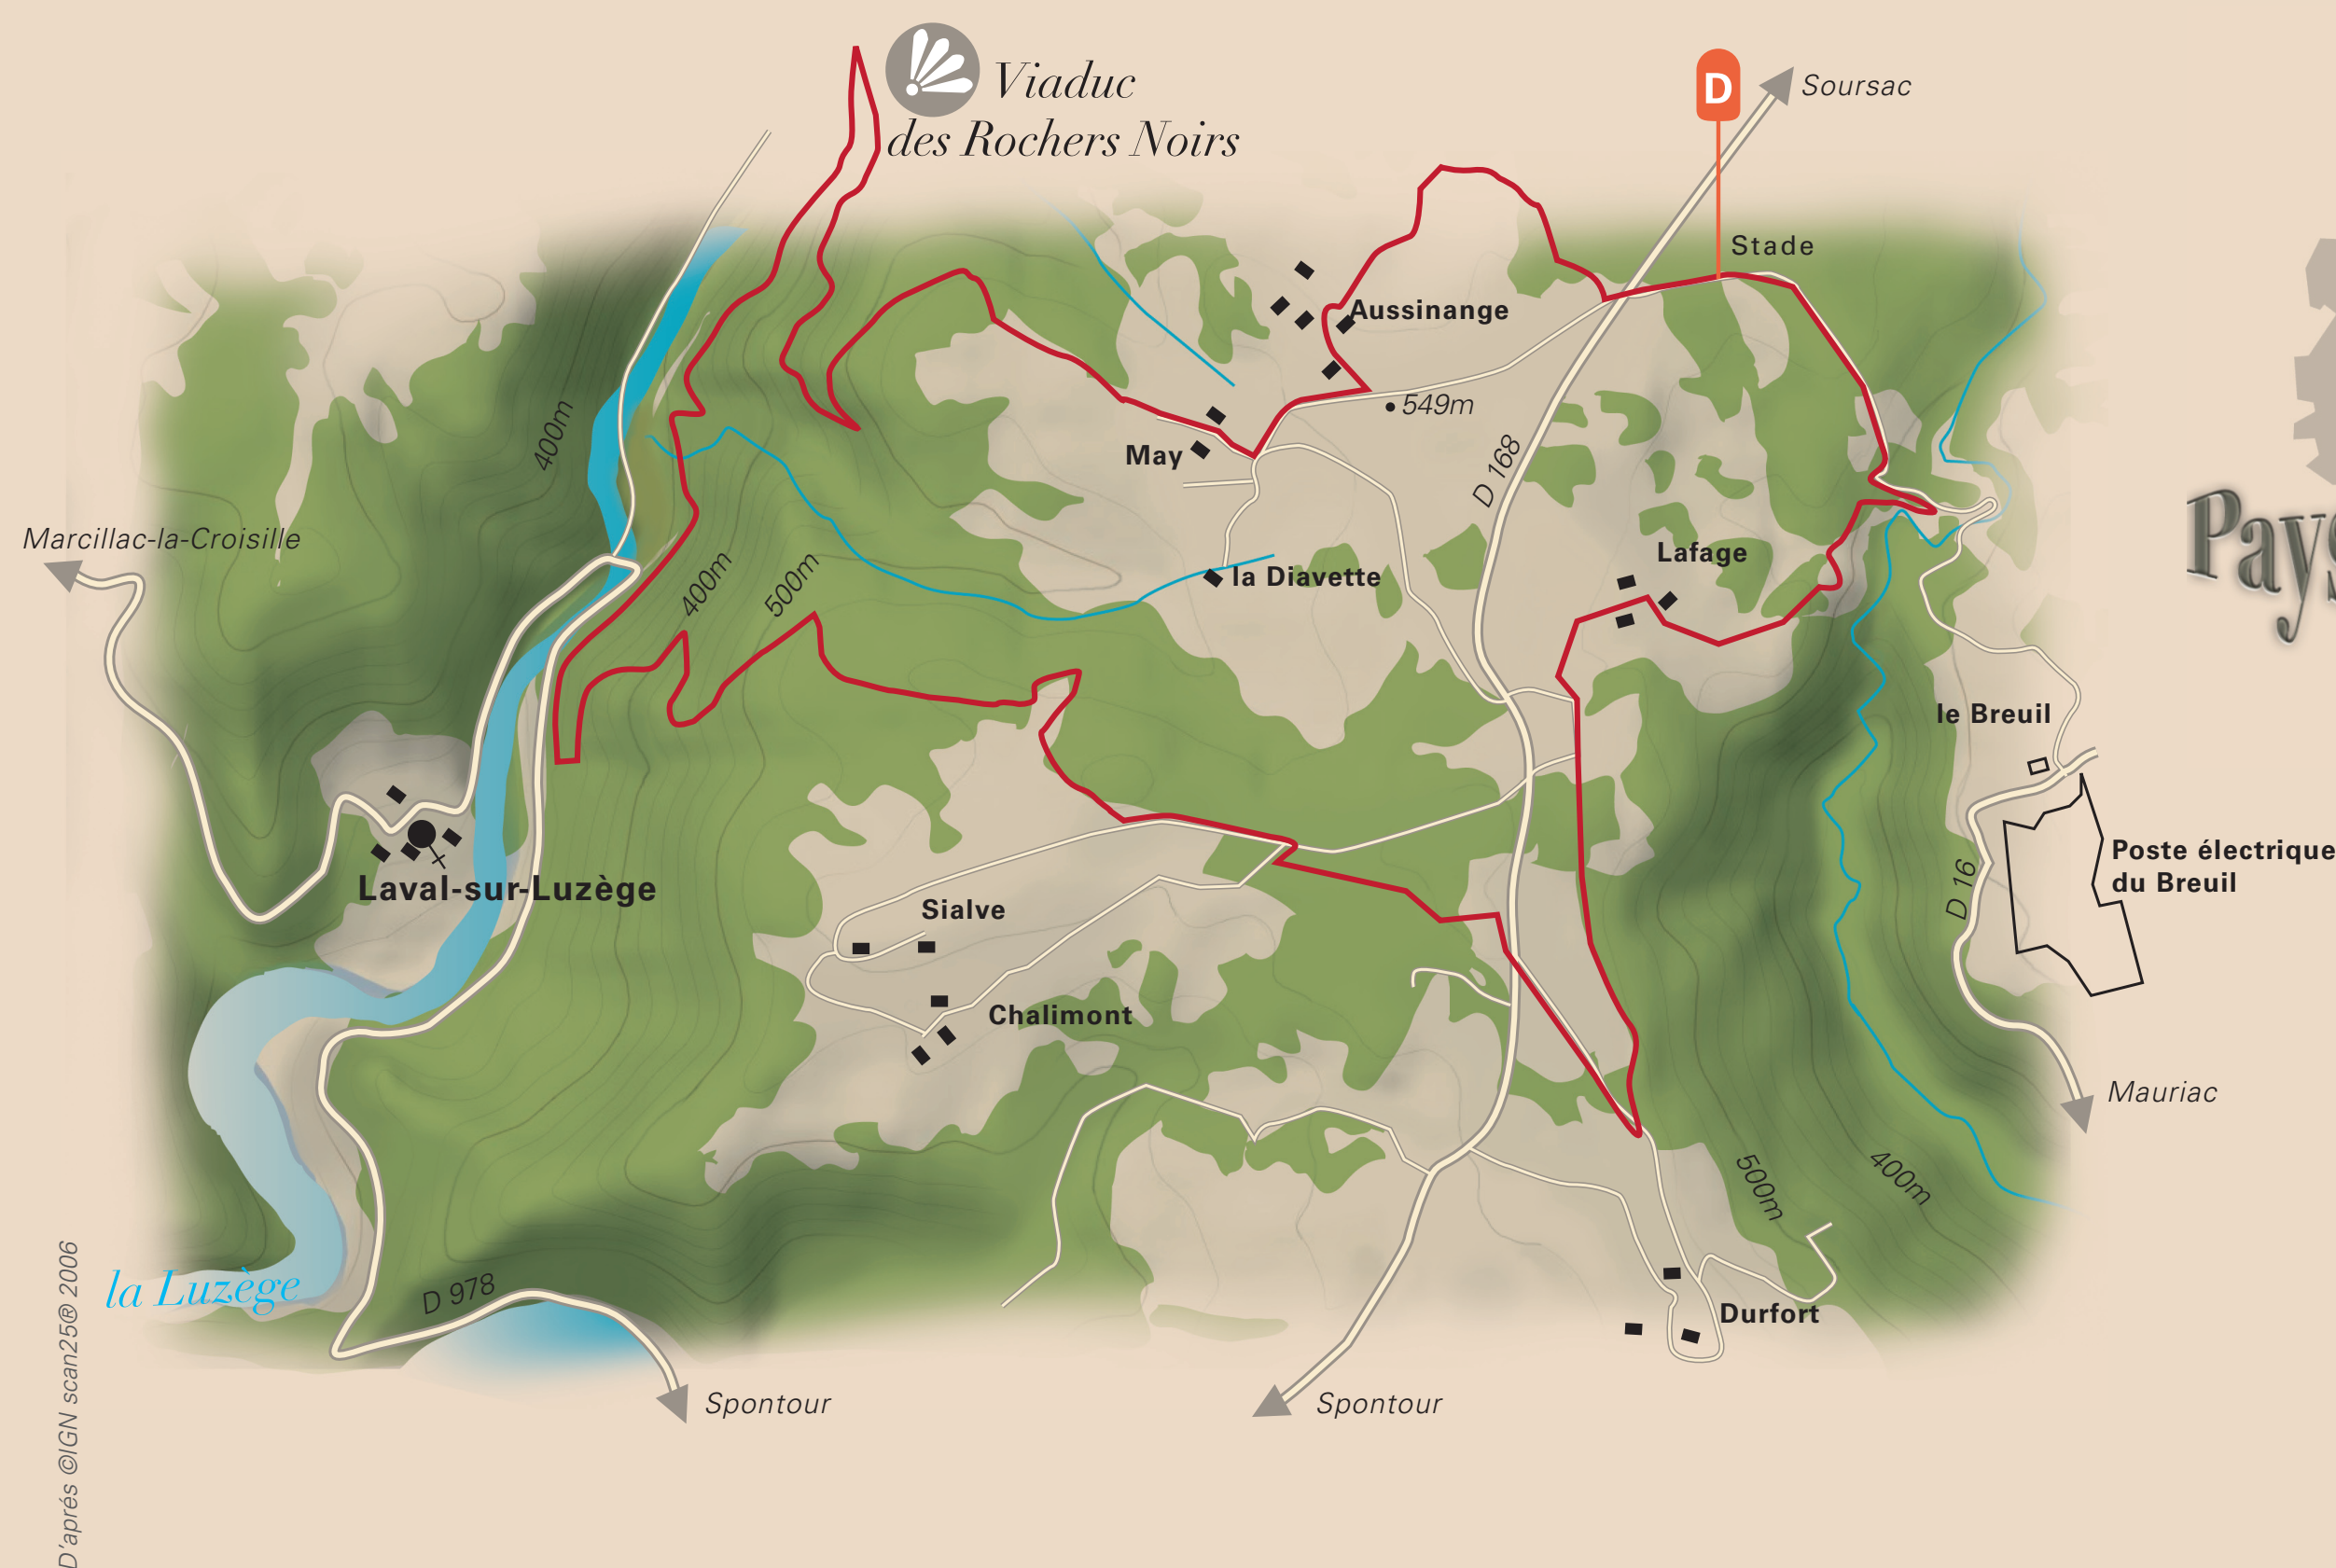 Viaduc
des Rochers Noirs
D
Soursac
Stade
Aussinange
549m
May
D 168
400m
Marcillac-la-Croisille
Lafage
la Diavette
400m
500m
Pays
le Breuil
Poste électrique
du Breuil
D 16
Laval-sur-Luzège
Sialve
Chalimont
Mauriac
500m
400m
la Luzège
D 978
Durfort
Spontour
Spontour
D'aprés ©IGN scan25® 2006